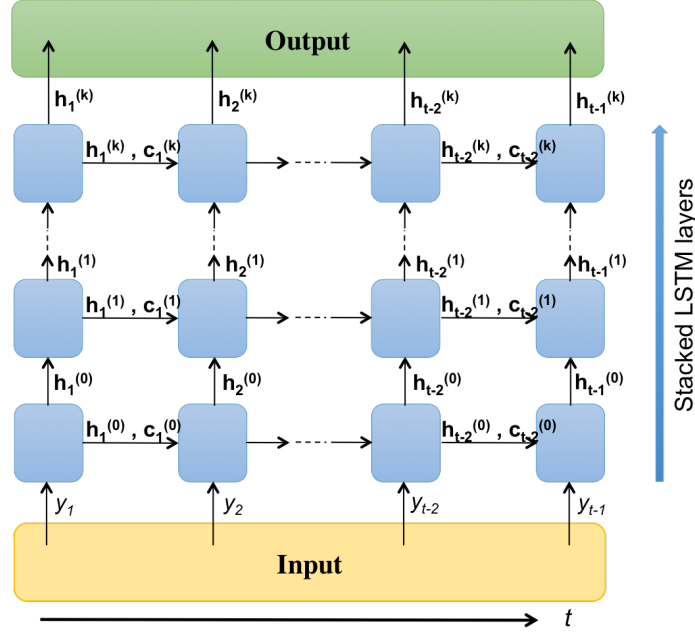 Output
h₁⁽ᵏ⁾ h₂⁽ᵏ⁾ hₜ₋₂⁽ᵏ⁾ hₜ₋₁⁽ᵏ⁾
h₁⁽ᵏ⁾ , c₁⁽ᵏ⁾ hₜ₋₂⁽ᵏ⁾ , cₜ₋₂⁽ᵏ⁾
h₁⁽¹⁾ h₂⁽¹⁾ hₜ₋₂⁽¹⁾ hₜ₋₁⁽¹⁾
h₁⁽¹⁾ , c₁⁽¹⁾ hₜ₋₂⁽¹⁾ , cₜ₋₂⁽¹⁾
h₁⁽⁰⁾ h₂⁽⁰⁾ hₜ₋₂⁽⁰⁾ hₜ₋₁⁽⁰⁾
h₁⁽⁰⁾ , c₁⁽⁰⁾ hₜ₋₂⁽⁰⁾ , cₜ₋₂⁽⁰⁾
y₁ y₂ yₜ₋₂ yₜ₋₁
Input
t
Stacked LSTM layers